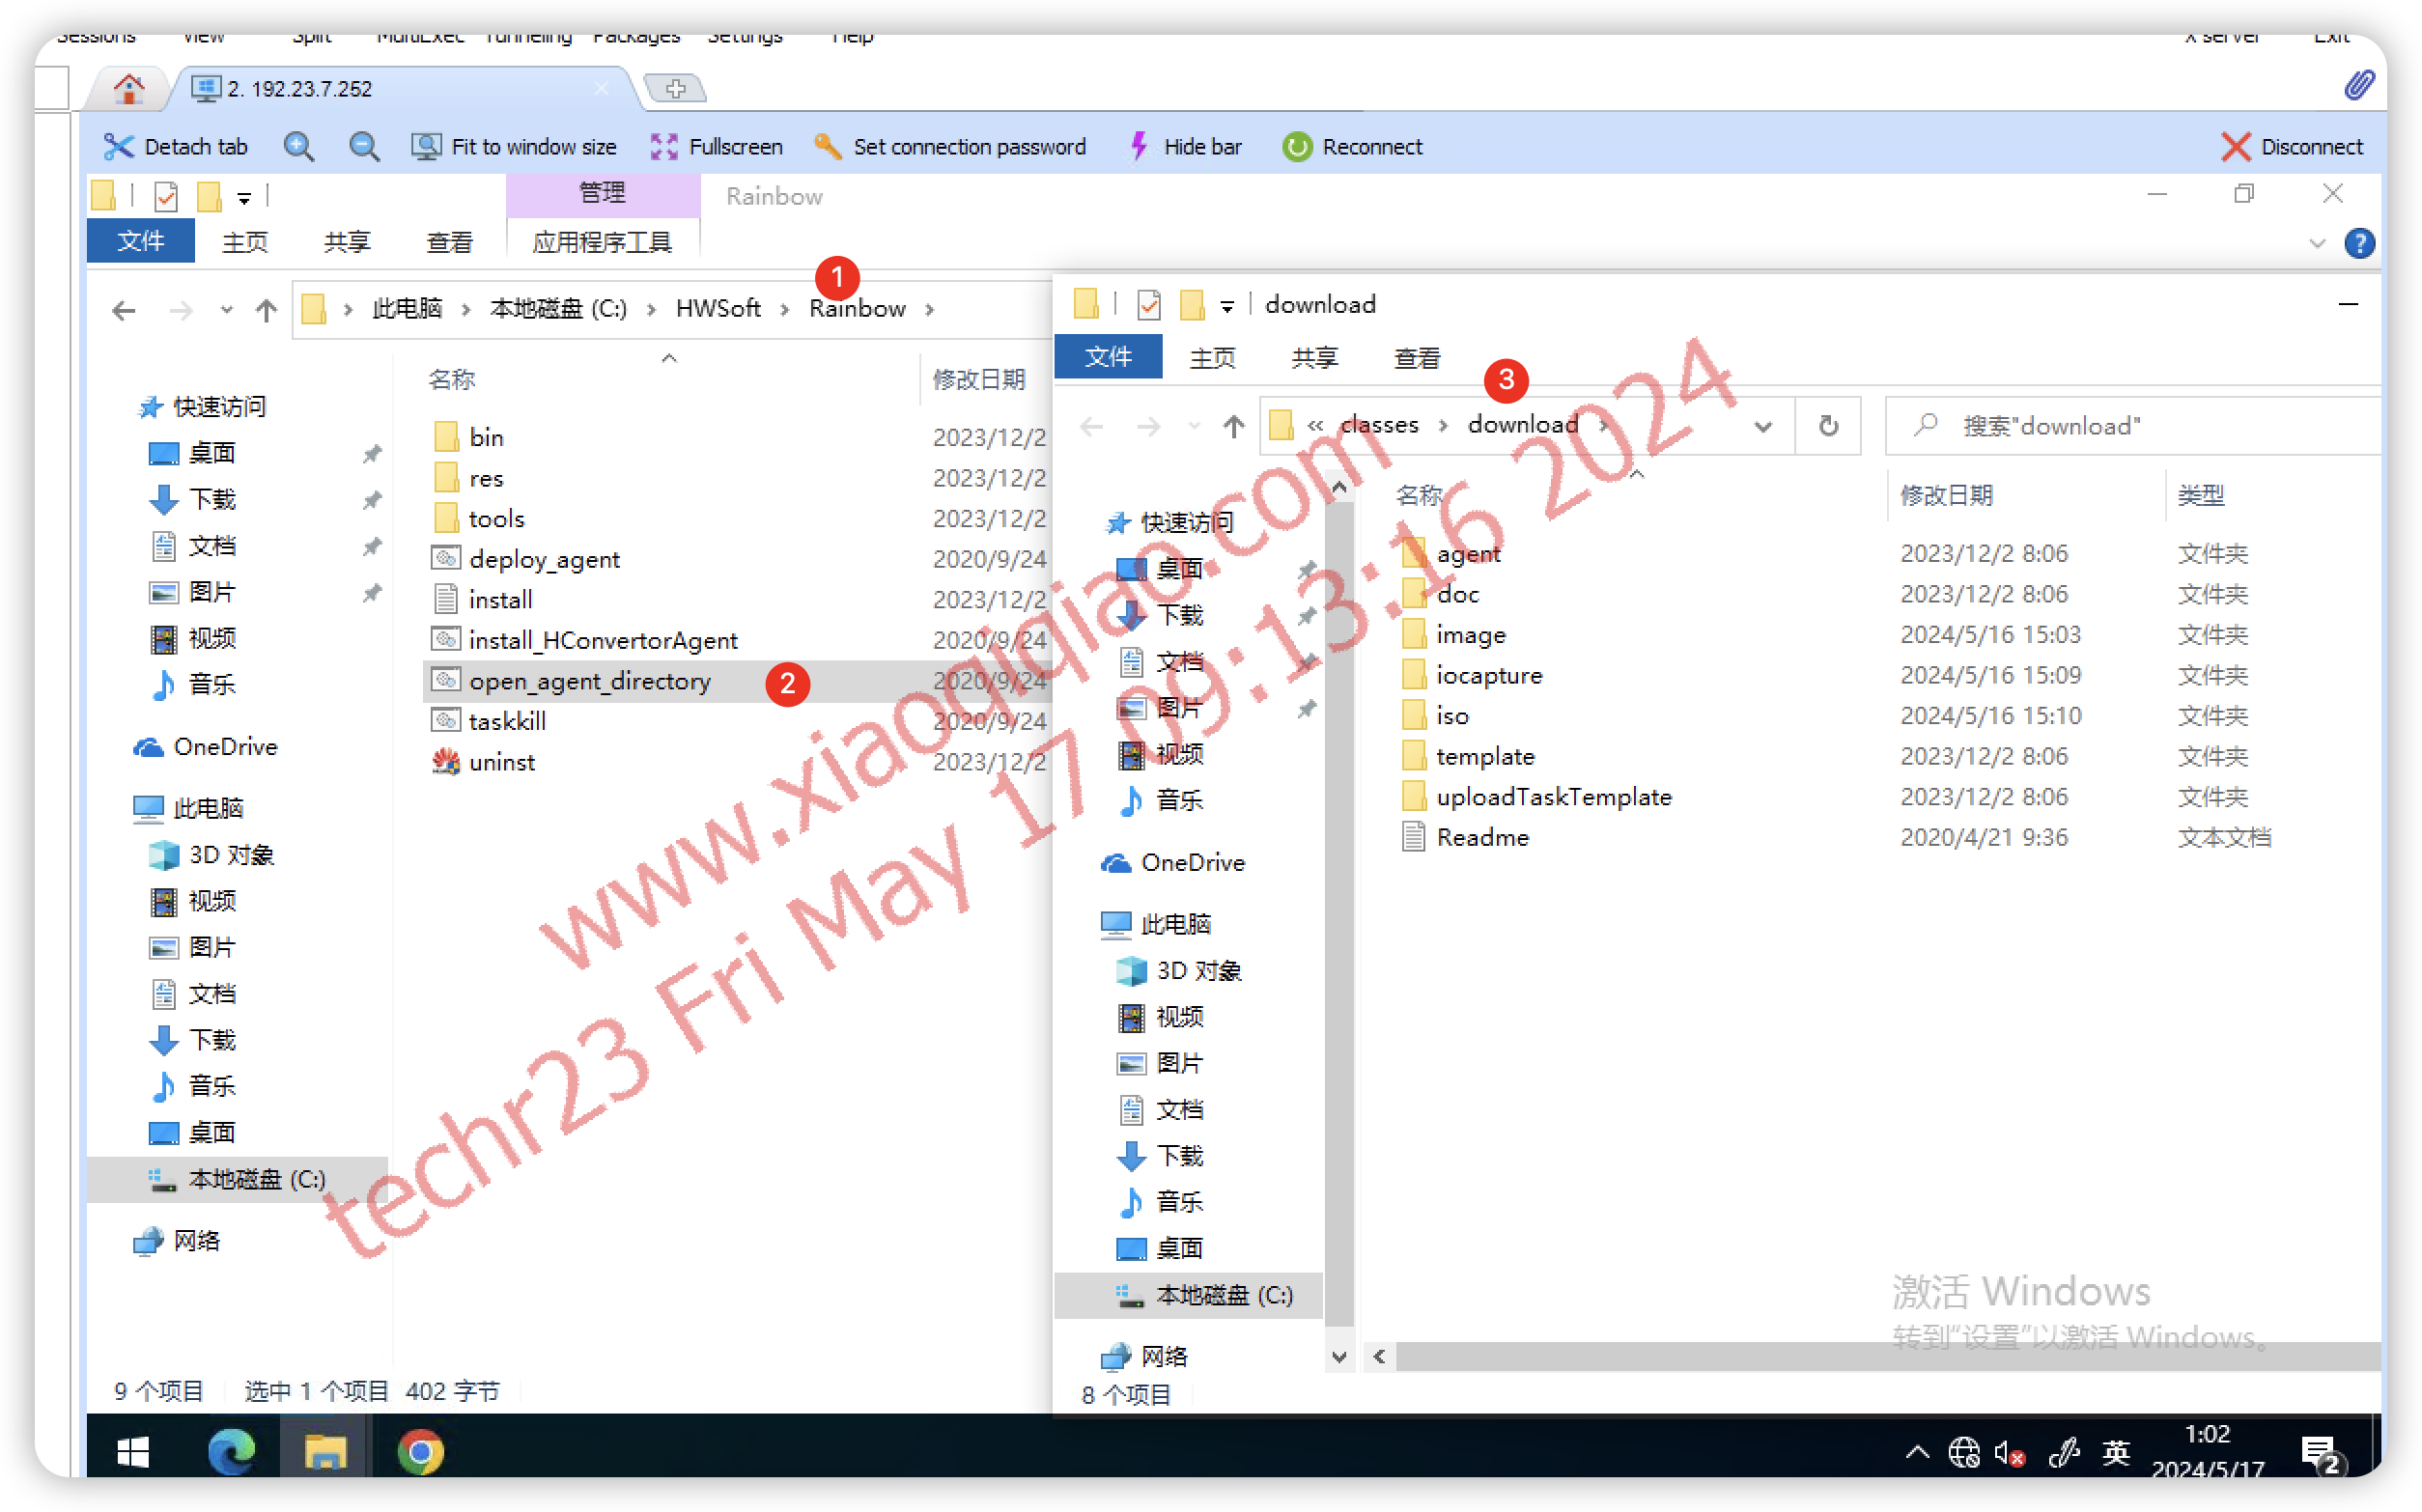 Sessions View Split MultiExec Tunneling Packages Settings Help X server Exit
2. 192.23.7.252
Detach tab Fit to window size Fullscreen Set connection password Hide bar Reconnect Disconnect
管理 Rainbow
文件 主页 共享 查看 应用程序工具
1
此电脑 本地磁盘 (C:) HWSoft Rainbow
名称 修改日期
快速访问
桌面
下载
文档
图片
视频
音乐
OneDrive
此电脑
3D 对象
视频
图片
文档
下载
音乐
桌面
本地磁盘 (C:)
网络
bin 2023/12/2
res 2023/12/2
tools 2023/12/2
deploy_agent 2020/9/24
install 2023/12/2
install_HConvertorAgent 2020/9/24
open_agent_directory 2 2020/9/24
taskkill 2020/9/24
uninst 2023/12/2
9 个项目 选中 1 个项目 402 字节
download
文件 主页 共享 查看
3
« classes download 搜索"download"
名称 修改日期 类型
快速访问
桌面
下载
文档
图片
视频
音乐
OneDrive
此电脑
3D 对象
视频
图片
文档
下载
音乐
桌面
本地磁盘 (C:)
网络
agent 2023/12/2 8:06 文件夹
doc 2023/12/2 8:06 文件夹
image 2024/5/16 15:03 文件夹
iocapture 2024/5/16 15:09 文件夹
iso 2024/5/16 15:10 文件夹
template 2023/12/2 8:06 文件夹
uploadTaskTemplate 2023/12/2 8:06 文件夹
Readme 2020/4/21 9:36 文本文档
8 个项目
www.xiaoqiqiao.com
techr23 Fri May 17 09:13:16 2024
激活 Windows
转到"设置"以激活 Windows。
英 1:02
2024/5/17
2